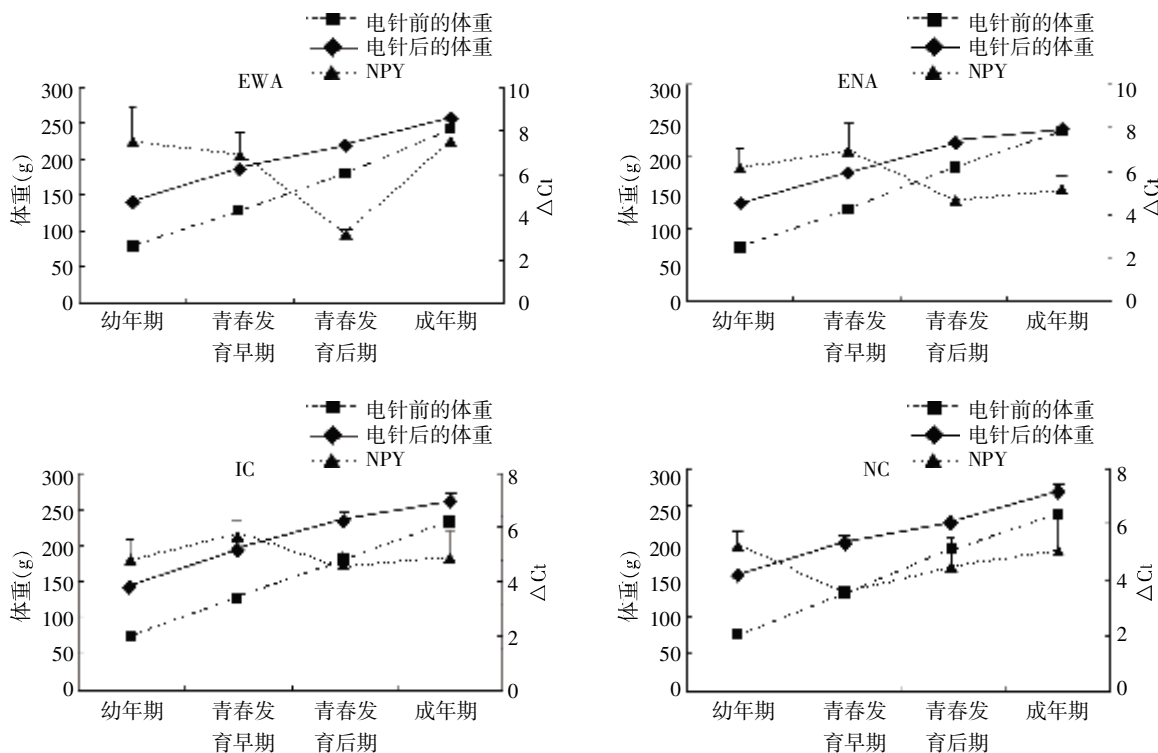 电针前的体重
电针后的体重
NPY
EWA
300
250
200
150
100
50
0
体重(g)
10
8
6
4
2
0
△Ct
幼年期
青春发
育早期
青春发
育后期
成年期
电针前的体重
电针后的体重
NPY
ENA
300
250
200
150
100
50
0
体重(g)
10
8
6
4
2
0
△Ct
幼年期
青春发
育早期
青春发
育后期
成年期
电针前的体重
电针后的体重
NPY
IC
300
250
200
150
100
50
0
体重(g)
8
6
4
2
0
△Ct
幼年期
青春发
育早期
青春发
育后期
成年期
电针前的体重
电针后的体重
NPY
NC
300
250
200
150
100
50
0
体重(g)
8
6
4
2
0
△Ct
幼年期
青春发
育早期
青春发
育后期
成年期